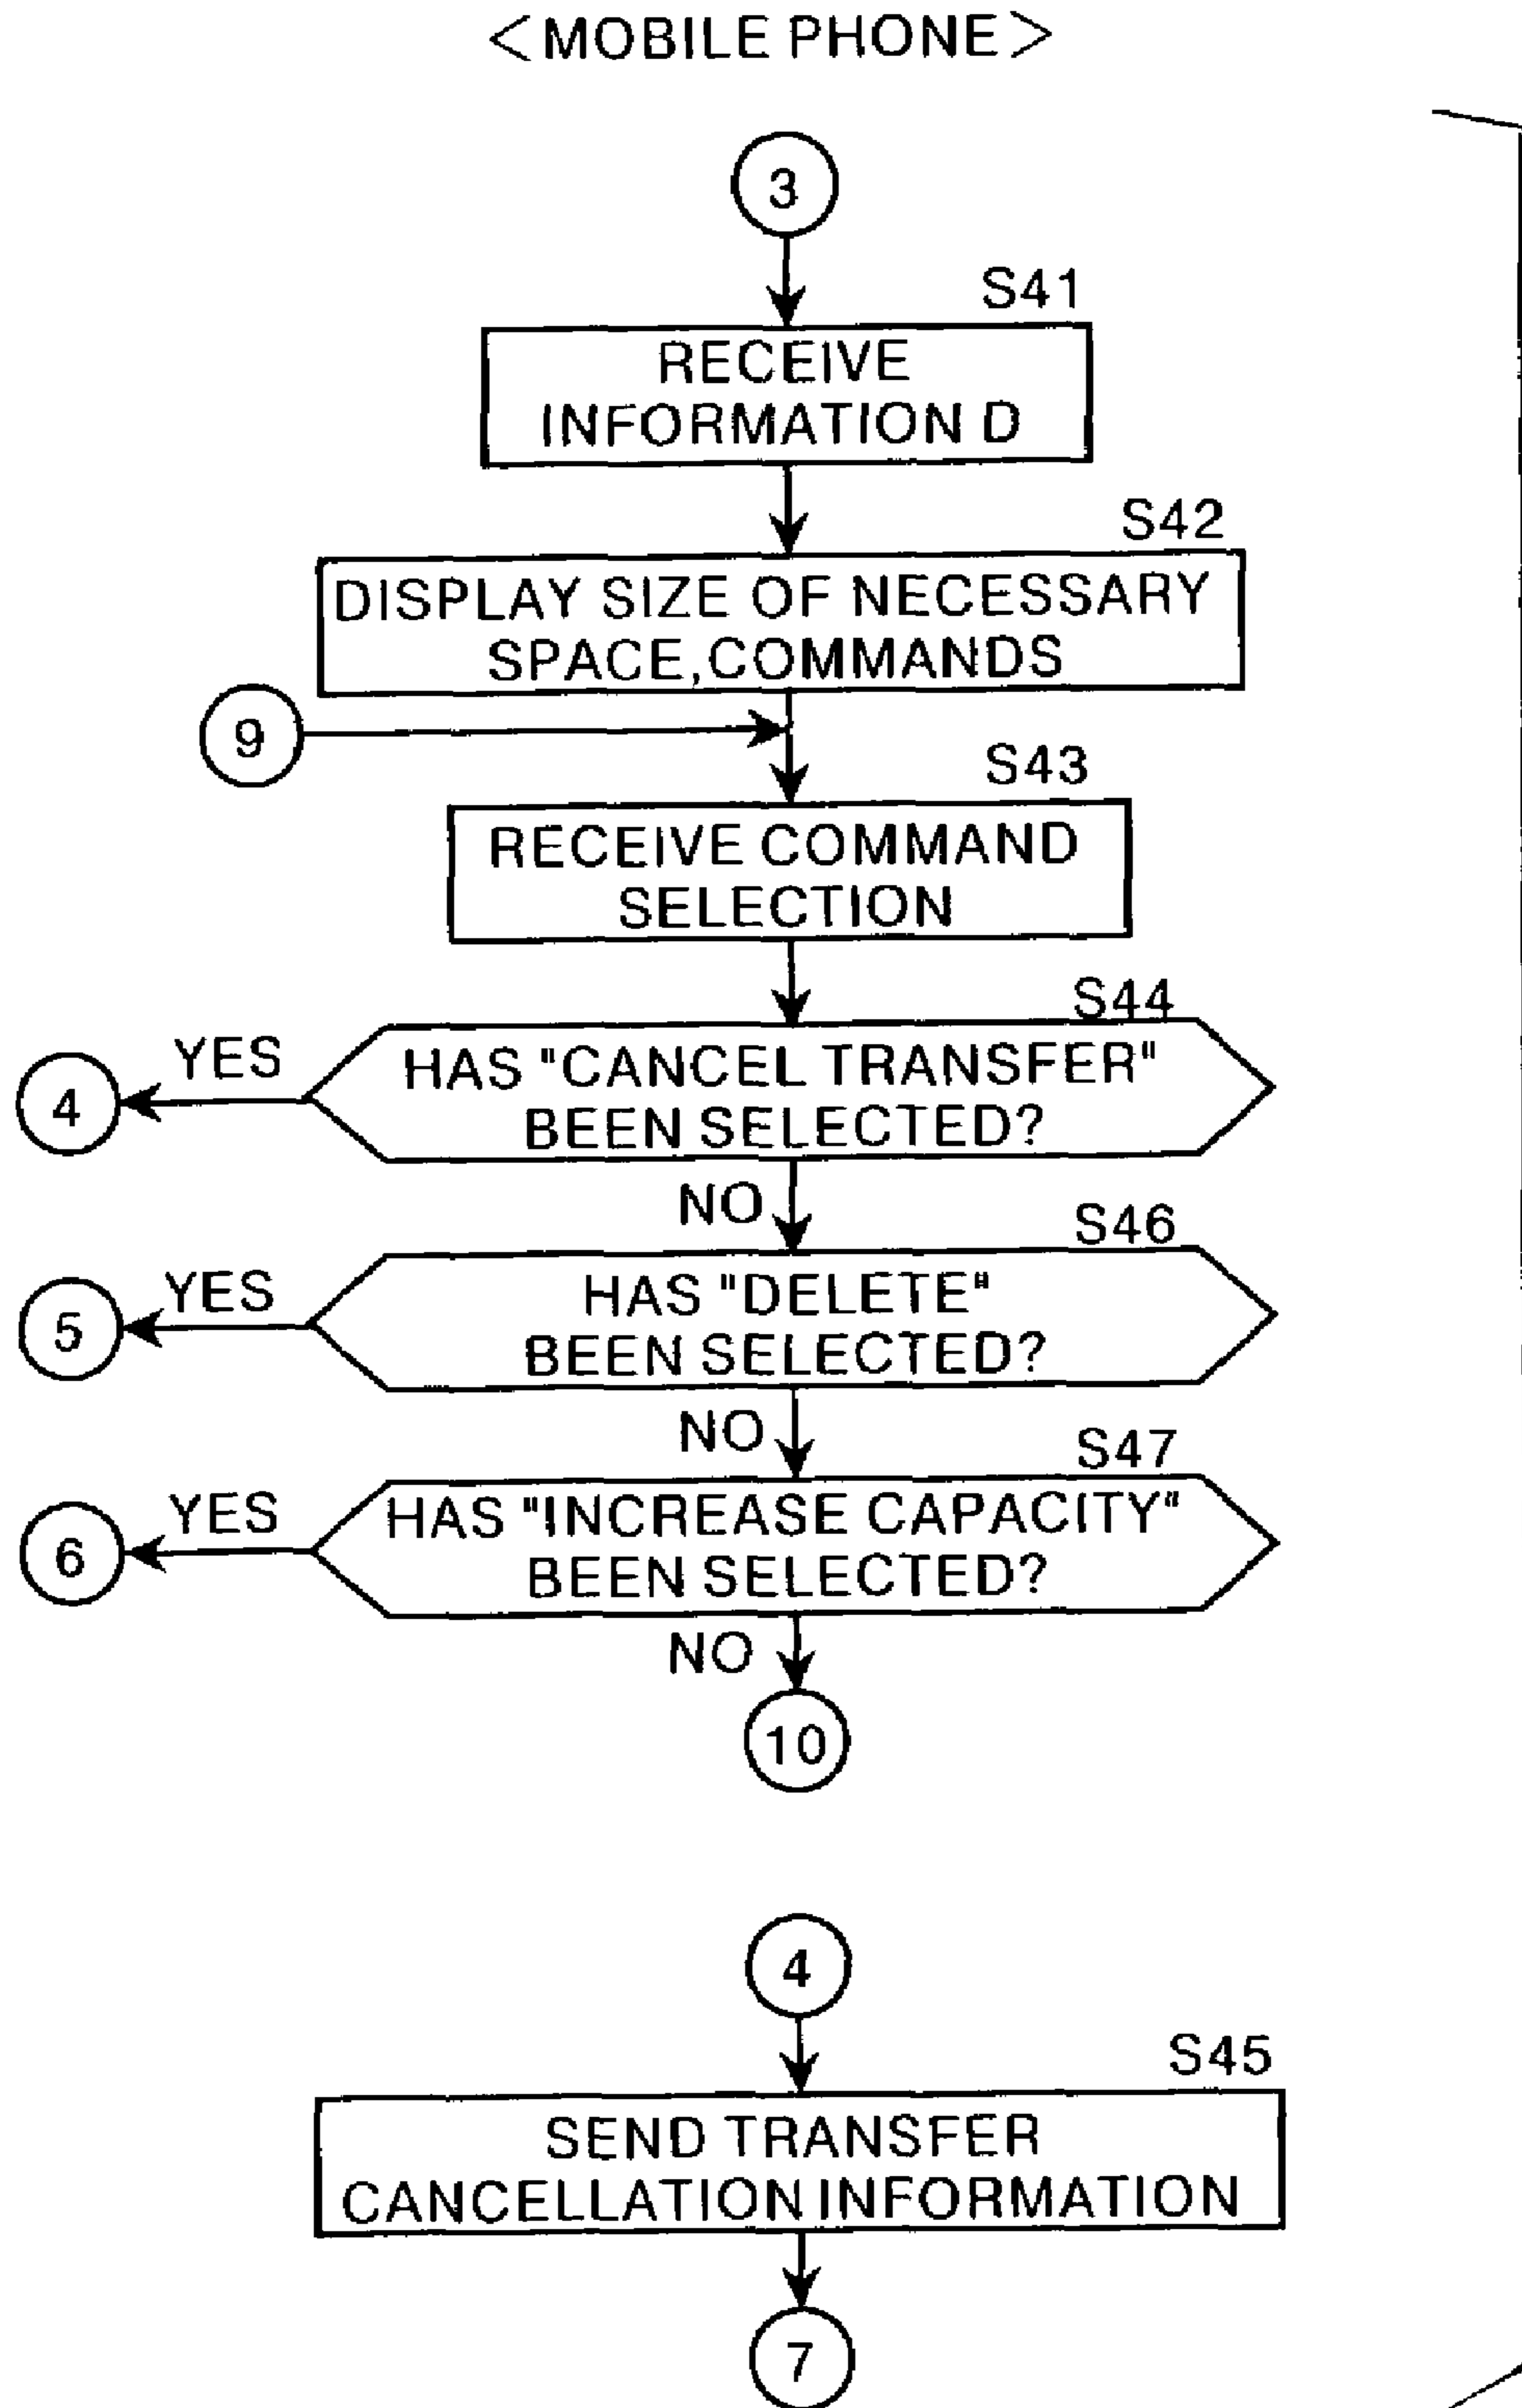 <MOBILE PHONE>
3
S41
RECEIVE
INFORMATION D
S42
DISPLAY SIZE OF NECESSARY
SPACE,COMMANDS
9
S43
RECEIVE COMMAND
SELECTION
S44
YES
HAS "CANCEL TRANSFER"
BEEN SELECTED?
4
NO
S46
YES
HAS "DELETE"
BEEN SELECTED?
5
NO
S47
YES
HAS "INCREASE CAPACITY"
BEEN SELECTED?
6
NO
10
4
S45
SEND TRANSFER
CANCELLATION INFORMATION
7